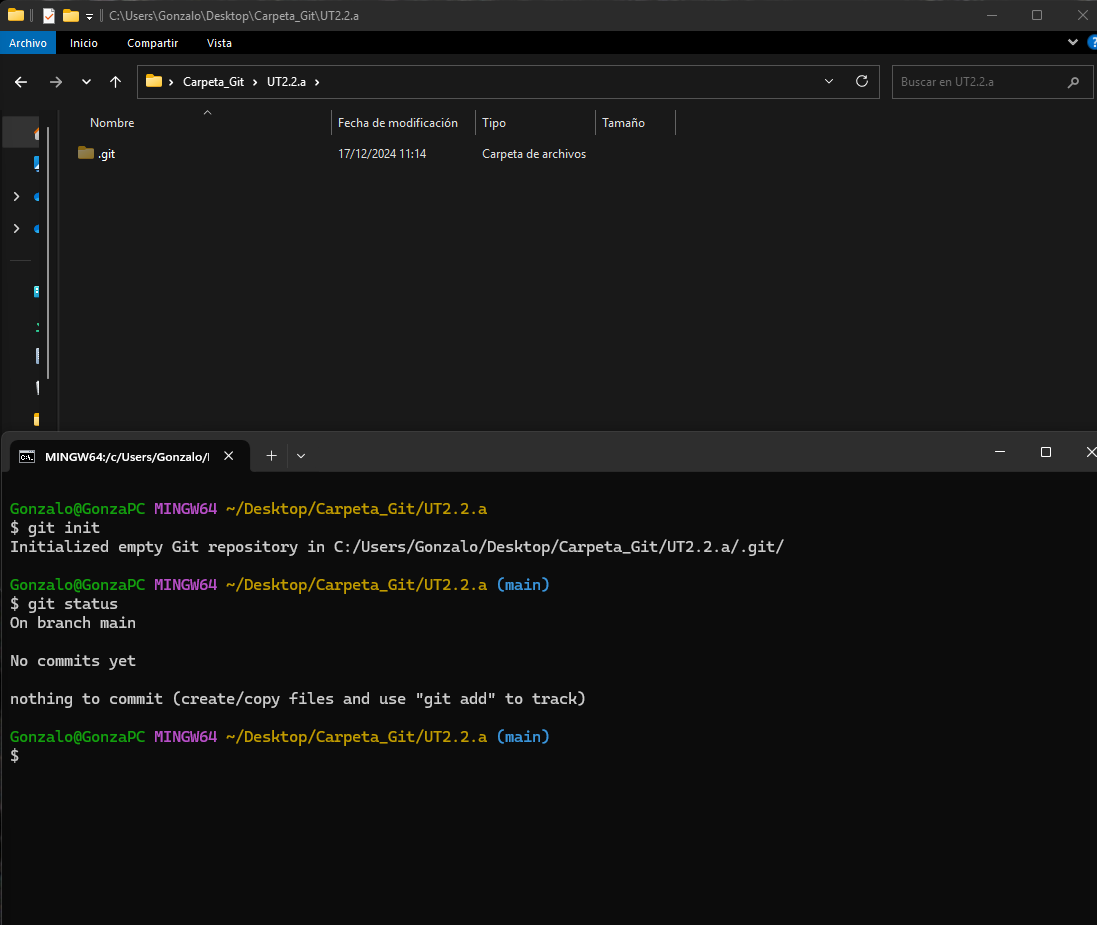 C:\Users\Gonzalo\Desktop\Carpeta_Git\UT2.2.a
Archivo Inicio Compartir Vista
Carpeta_Git UT2.2.a Buscar en UT2.2.a
Nombre Fecha de modificación Tipo Tamaño
.git 17/12/2024 11:14 Carpeta de archivos
MINGW64:/c/Users/Gonzalo/
Gonzalo@GonzaPC MINGW64 ~/Desktop/Carpeta_Git/UT2.2.a
$ git init
Initialized empty Git repository in C:/Users/Gonzalo/Desktop/Carpeta_Git/UT2.2.a/.git/
Gonzalo@GonzaPC MINGW64 ~/Desktop/Carpeta_Git/UT2.2.a (main)
$ git status
On branch main
No commits yet
nothing to commit (create/copy files and use "git add" to track)
Gonzalo@GonzaPC MINGW64 ~/Desktop/Carpeta_Git/UT2.2.a (main)
$